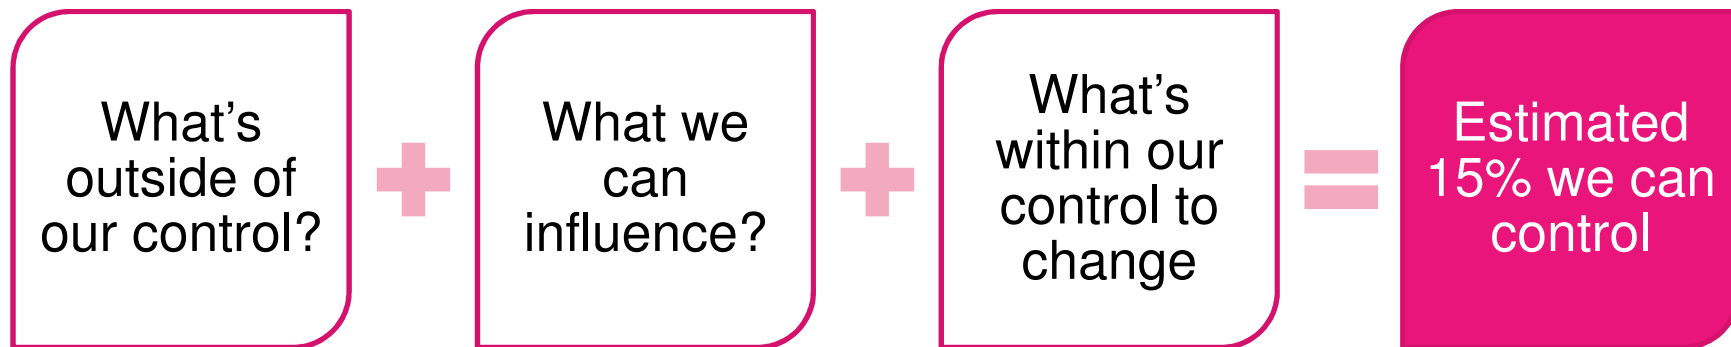 What’s
outside of
our control?
What we
can
influence?
What’s
within our
control to
change
Estimated
15% we can
control